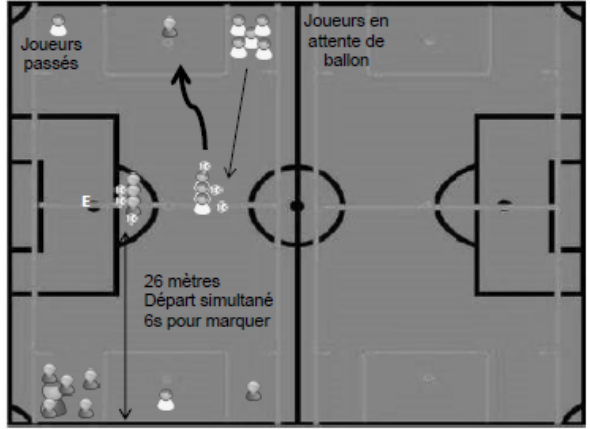 Joueurs
passés
Joueurs en
attente de
ballon
E
26 mètres
Départ simultané
6s pour marquer